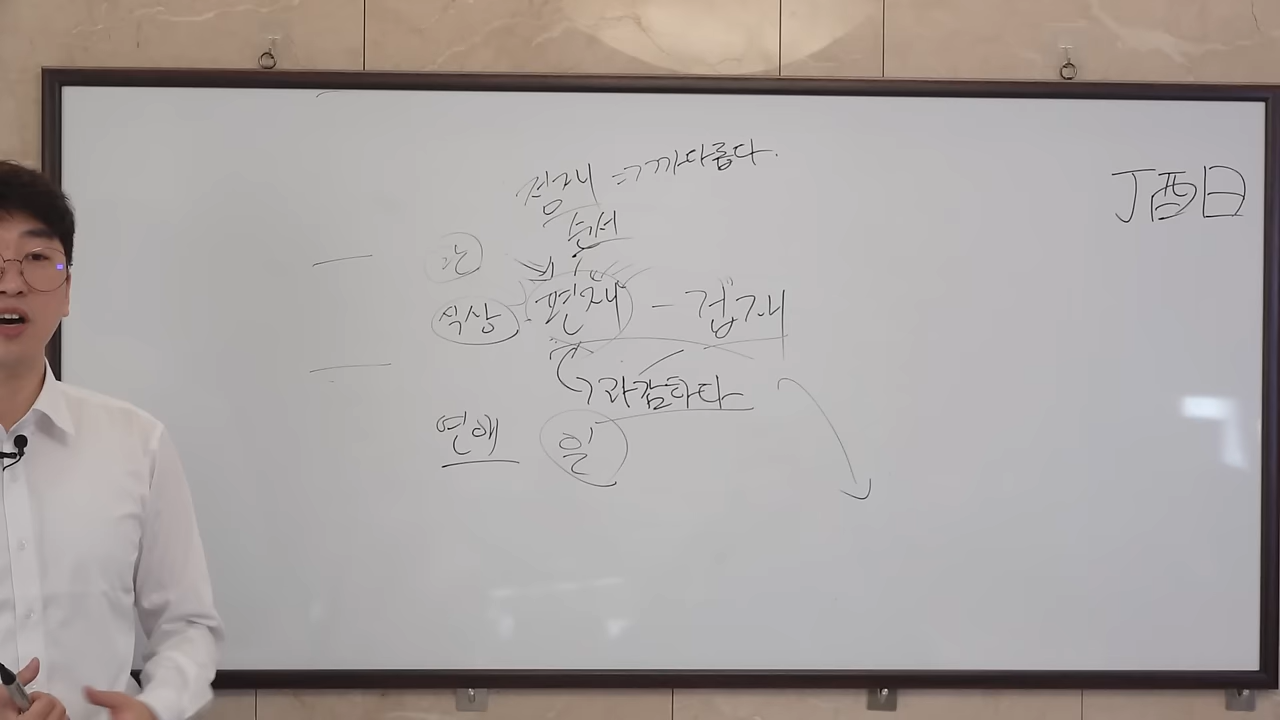 정재 => 까다롭다.
丁酉日
순서
관
식상 - 편재 - 겁재
과감하다
연애 일